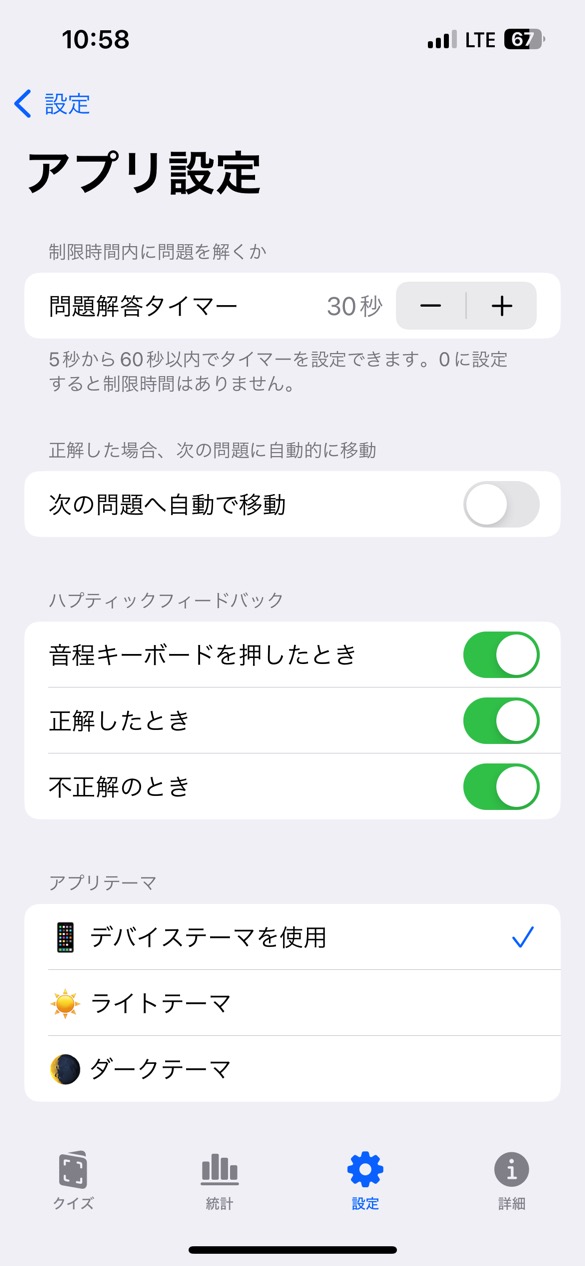 10:58
LTE 67
設定
アプリ設定
制限時間内に問題を解くか
問題解答タイマー 30秒 − +
5秒から60秒以内でタイマーを設定できます。0に設定
すると制限時間はありません。
正解した場合、次の問題に自動的に移動
次の問題へ自動で移動
ハプティックフィードバック
音程キーボードを押したとき
正解したとき
不正解のとき
アプリテーマ
デバイステーマを使用
ライトテーマ
ダークテーマ
クイズ 統計 設定 詳細